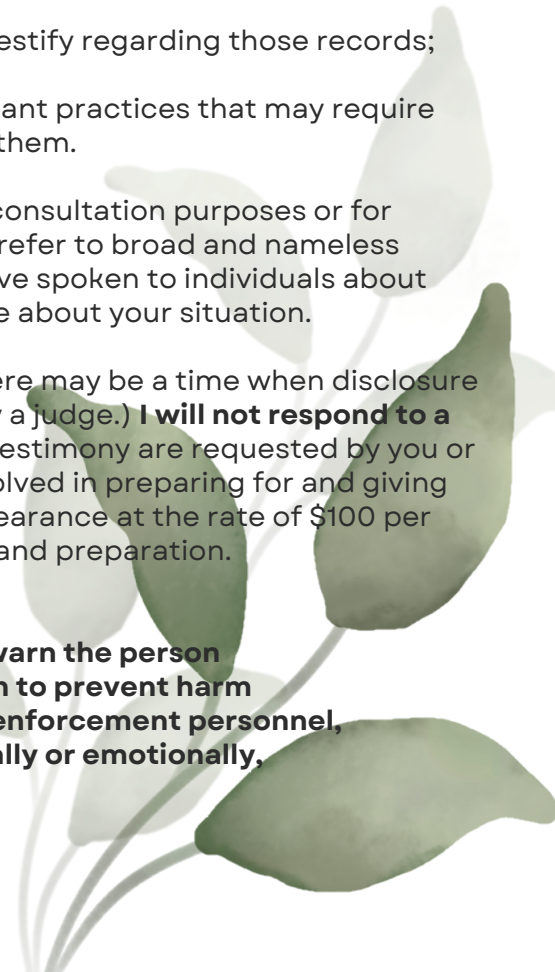 estify regarding those records;
ant practices that may require
them.
consultation purposes or for
refer to broad and nameless
ve spoken to individuals about
e about your situation.
ere may be a time when disclosure
a judge.) I will not respond to a
estimony are requested by you or
olved in preparing for and giving
earance at the rate of $100 per
and preparation.
warn the person
to prevent harm
enforcement personnel,
ally or emotionally,